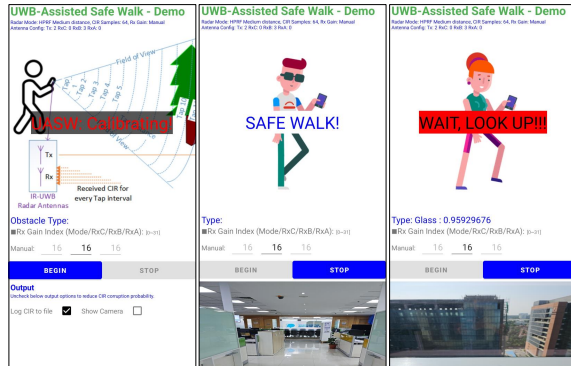 UWB-Assisted Safe Walk - Demo
Radar Mode: HPRF Medium distance, CIR Samples: 64, Rx Gain: Manual
Antenna Config: Tx: 2 RxC: 0 RxB: 3 RxA: 0
Field of View
Tap 1
Tap 2
Tap 3
Tap 4
Tap 5
Tap 16
UASW: Calibreting!
Tx
Rx
IR-UWB
Radar Antennas
Received CIR for
every Tap Interval
Obstacle Type:
■Rx Gain Index (Mode/RxC/RxB/RxA): [0~31]
Manual: 16 16 16
BEGIN STOP
Output
Uncheck below output options to reduce CIR corruption probability.
Log CIR to file Show Camera
UWB-Assisted Safe Walk - Demo
Radar Mode: HPRF Medium distance, CIR Samples: 64, Rx Gain: Manual
Antenna Config: Tx: 2 RxC: 0 RxB: 3 RxA: 0
SAFE WALK!
Type:
■Rx Gain Index (Mode/RxC/RxB/RxA): [0~31]
Manual: 16 16 16
BEGIN STOP
UWB-Assisted Safe Walk - Demo
Radar Mode: HPRF Medium distance, CIR Samples: 64, Rx Gain: Manual
Antenna Config: Tx: 2 RxC: 0 RxB: 3 RxA: 0
WAIT, LOOK UP!!!
Type: Glass : 0.95929676
■Rx Gain Index (Mode/RxC/RxB/RxA): [0~31]
Manual: 16 16 16
BEGIN STOP